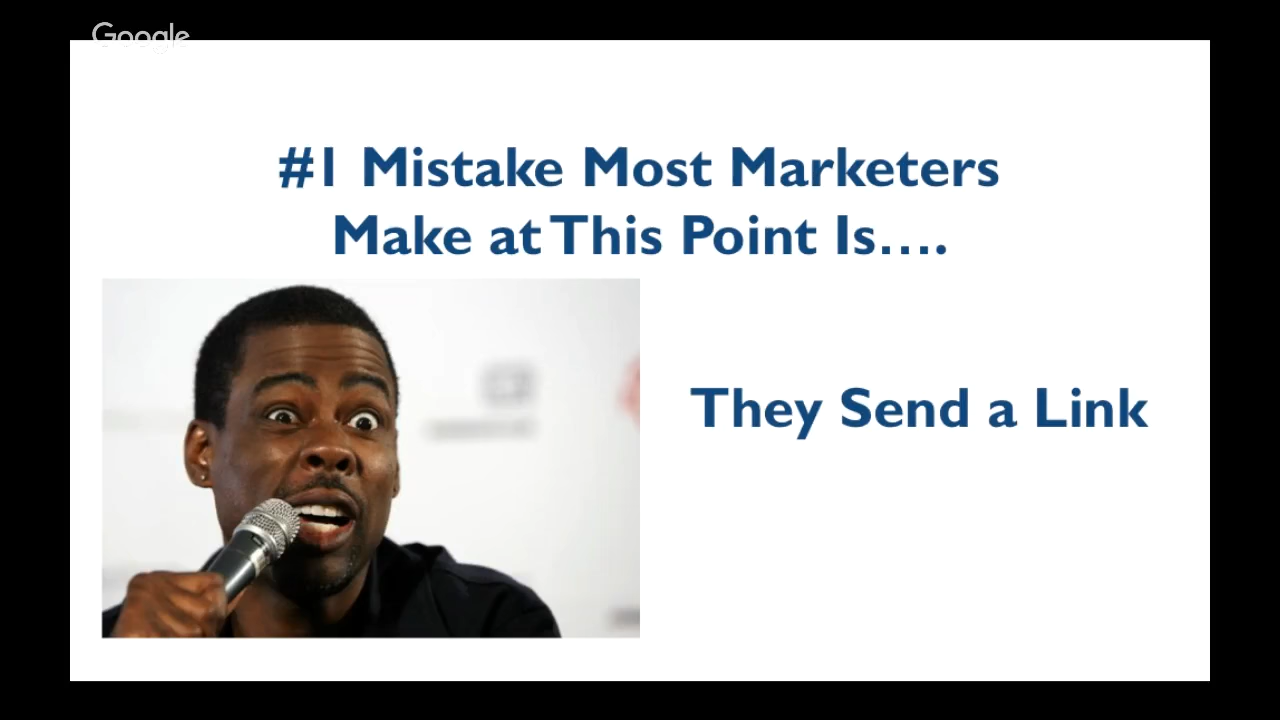 Google
#1 Mistake Most Marketers
Make at This Point Is....
They Send a Link